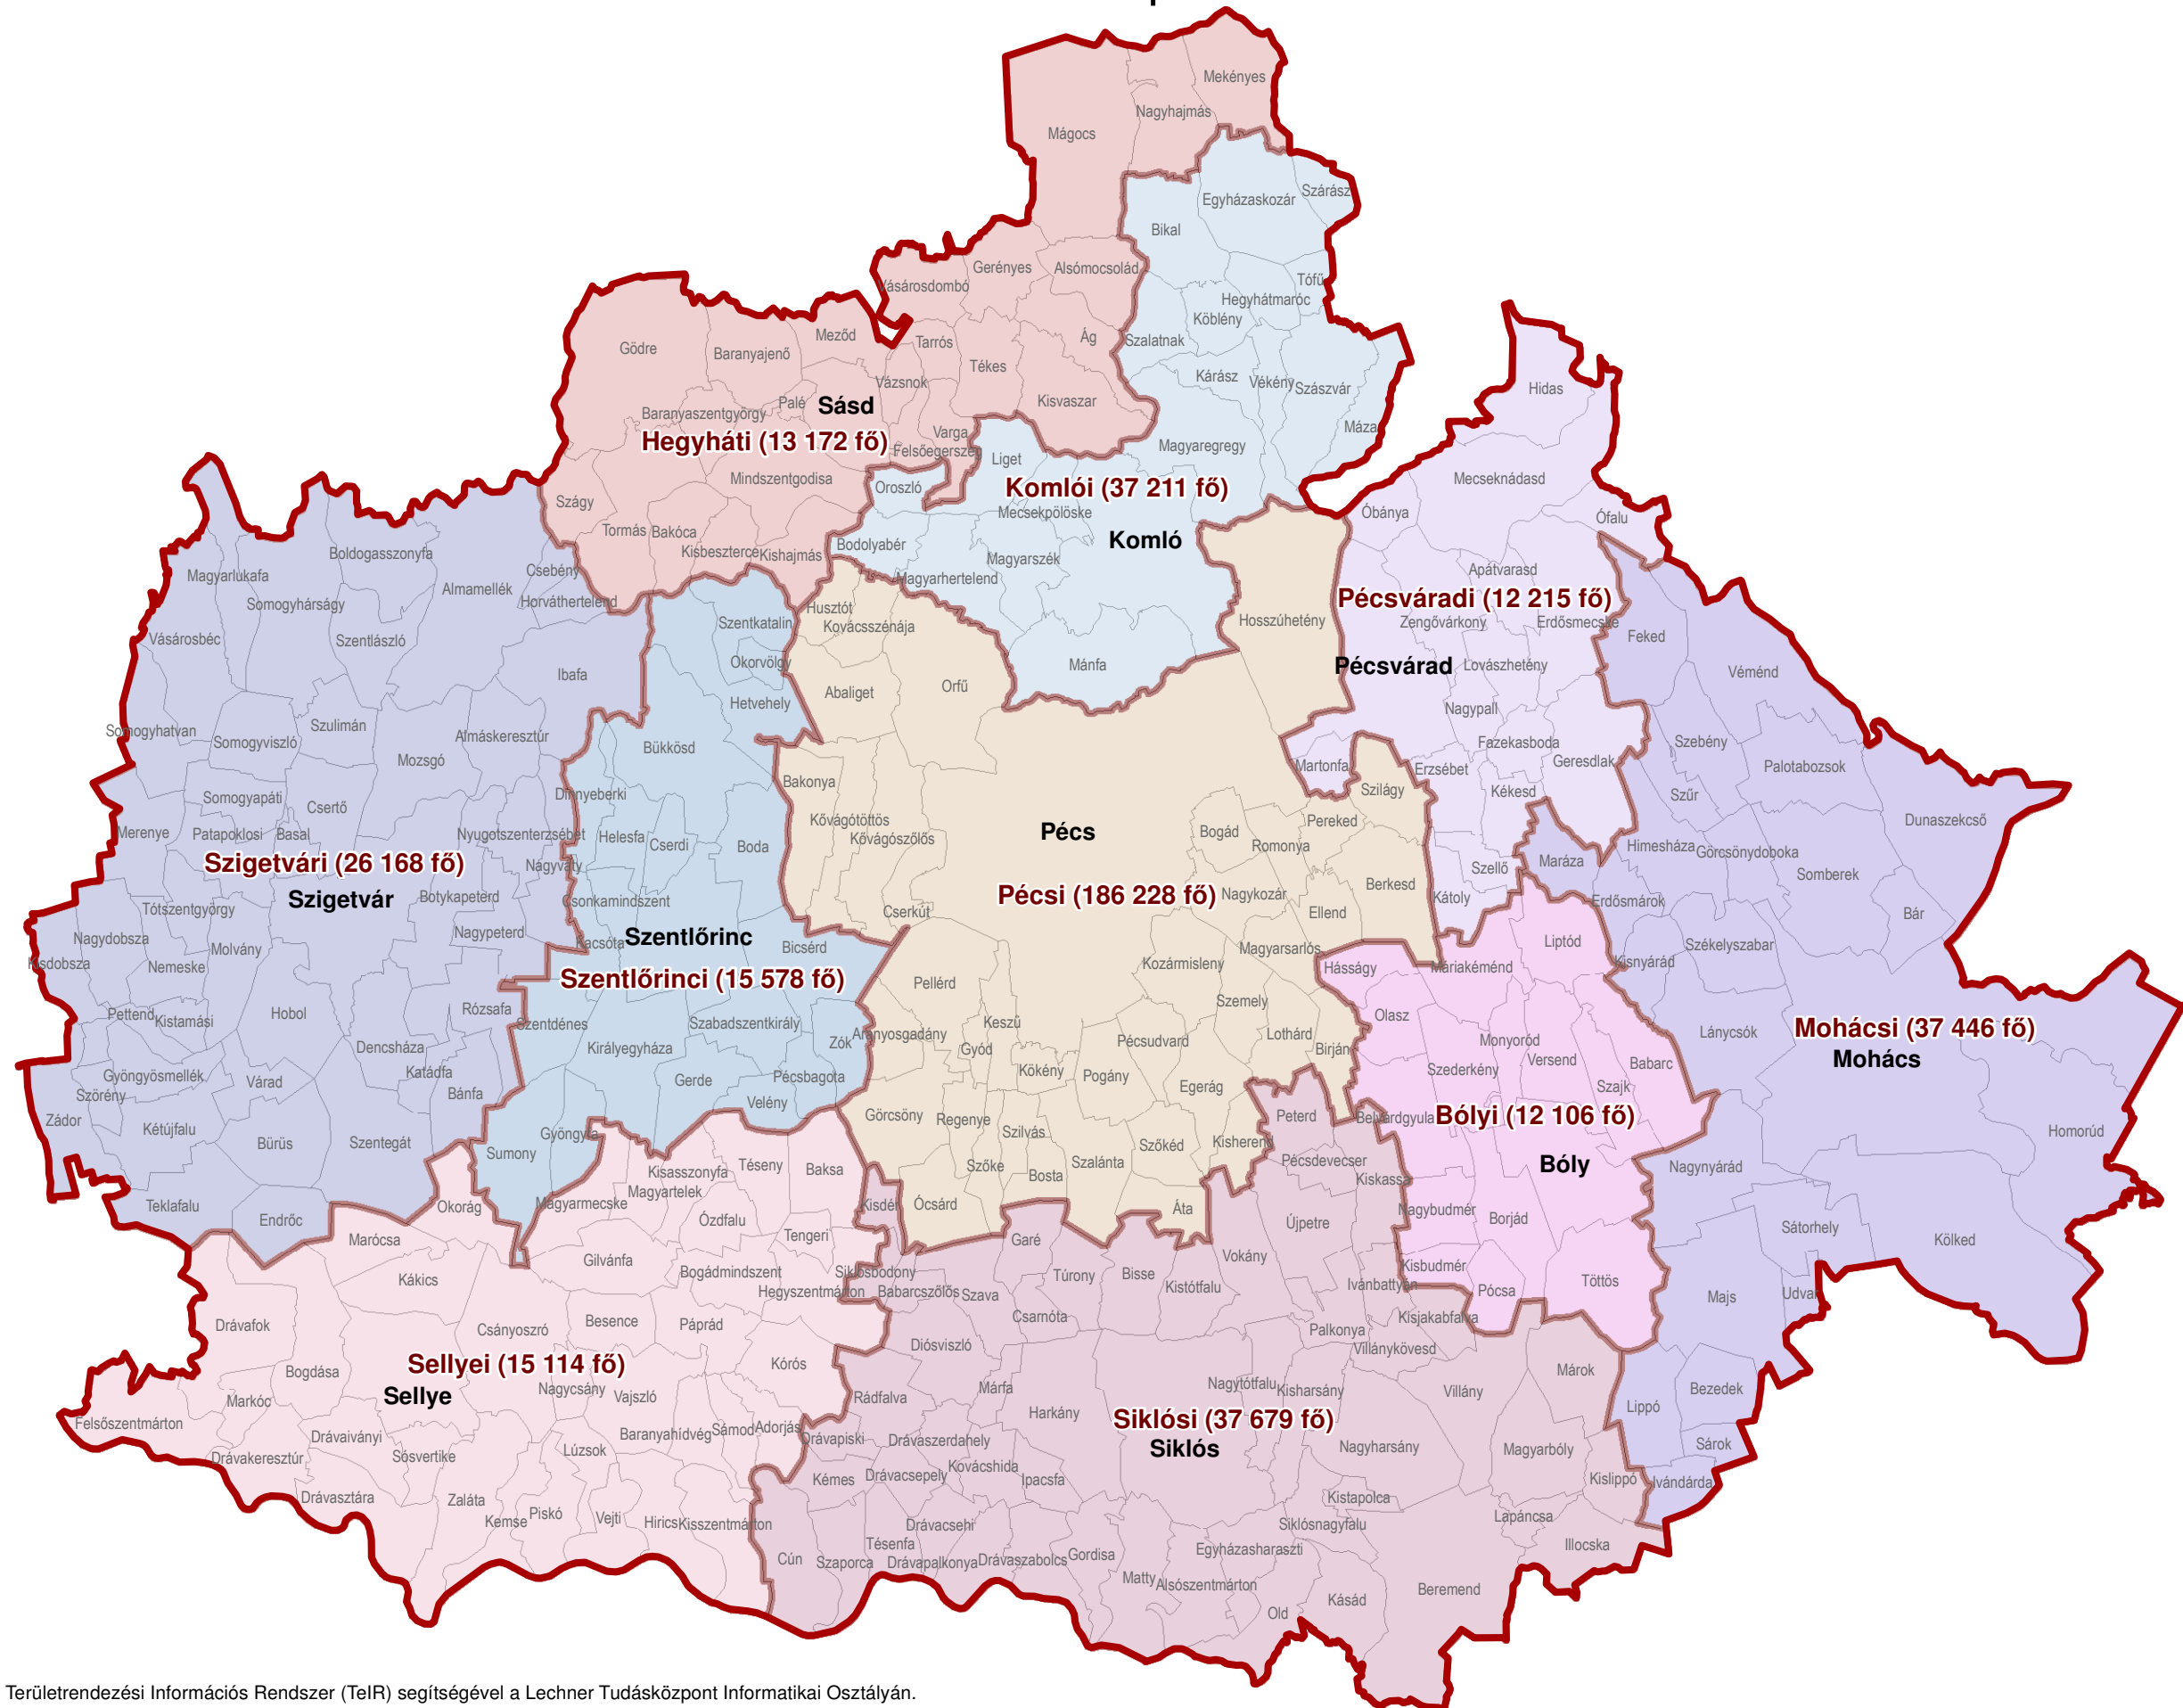 Mekényes
Nagyhajmás
Mágocs
Szárász
Egyházaskozár
Bikal
Gerényes
Alsómocsolád
Tófű
Vásárosdombó
Hegyhátmaróc
Köblény
Meződ
Ág
Szalatnak
Tarrós
Gödre
Baranyajenő
Tékes
Kárász
Vékény
Szászvár
Vázsnok
Hidas
Kisvaszar
Palé
Sásd
Baranyaszentgyörgy
Máza
Varga
Hegyháti (13 172 fő)
Magyaregregy
Felsőegerszeg
Liget
Mindszentgodisa
Mecseknádasd
Oroszló
Komlói (37 211 fő)
Szágy
Mecsekpölöske
Óbánya
Ófalu
Tormás
Bakóca
Komló
Bodolyabér
Kisbeszterce
Kishajmás
Boldogasszonyfa
Magyarszék
Csebény
Apátvarasd
Magyarlukafa
Magyarhertelend
Almamellék
Pécsváradi (12 215 fő)
Somogyhárságy
Horváthertelend
Husztót
Szentkatalin
Hosszúhetény
Zengővárkony
Erdősmecske
Kovácsszénája
Vásárosbéc
Szentlászló
Feked
Okorvölgy
Mánfa
Pécsvárad
Lovászhetény
Ibafa
Véménd
Orfű
Abaliget
Hetvehely
Nagypall
Szulimán
Somogyhatvan
Almáskeresztúr
Somogyviszló
Fazekasboda
Szebény
Bükkösd
Mozsgó
Geresdlak
Martonfa
Erzsébet
Palotabozsok
Bakonya
Szilágy
Kékesd
Dinnyeberki
Szűr
Somogyapáti
Csertő
Kővágótöttös
Pereked
Dunaszekcső
Merenye
Patapoklosi
Basal
Nyugotszenterzsébet
Helesfa
Cserdi
Boda
Kővágószőlős
Pécs
Bogád
Romonya
Himesháza
Görcsönydoboka
Szigetvári (26 168 fő)
Nagyváty
Maráza
Szellő
Somberek
Berkesd
Szigetvár
Botykapeterd
Csonkamindszent
Pécsi (186 228 fő)
Nagykozár
Kátoly
Erdősmárok
Tótszentgyörgy
Cserkút
Ellend
Bár
Nagydobsza
Nagypeterd
Kacsóta
Szentlőrinc
Bicsérd
Liptód
Székelyszabar
Molvány
Magyarsarlós
Kisdobsza
Nemeske
Kozármisleny
Hásságy
Máriakéménd
Kisnyárád
Szentlőrinci (15 578 fő)
Pellérd
Szemely
Rózsafa
Pettend
Kistamási
Hobol
Szentdénes
Szabadszentkirály
Keszü
Olasz
Mohácsi (37 446 fő)
Zók
Aranyosgadány
Lothárd
Lánycsók
Dencsháza
Királyegyháza
Gyód
Pécsudvard
Birján
Monyoród
Versend
Mohács
Katádfa
Kökény
Pogány
Szederkény
Babarc
Gyöngyösmellék
Várad
Gerde
Pécsbagota
Egerág
Szajk
Szörény
Bánfa
Velény
Zádor
Görcsöny
Regenye
Peterd
Belvárdgyula
Bólyi (12 106 fő)
Kétújfalu
Bürüs
Szentegát
Gyöngyfa
Szilvás
Szőkéd
Kisherend
Homorúd
Sumony
Kisasszonyfa
Téseny
Baksa
Szőke
Bosta
Szalánta
Pécsdevecser
Bóly
Nagynyárád
Kiskassa
Teklafalu
Okorág
Magyarmecske
Magyartelek
Kisdér
Ócsárd
Áta
Nagybudmér
Borjád
Endrőc
Ózdfalu
Újpetre
Sátorhely
Marócsa
Tengeri
Garé
Kölked
Gilvánfa
Vokány
Kákics
Bogádmindszent
Siklósbodony
Túrony
Bisse
Kisbudmér
Hegyszentmárton
Babarcszőlős
Szava
Kistótfalu
Ivánbattyán
Pócsa
Töttös
Majs
Udvar
Drávafok
Csányoszró
Besence
Páprád
Csarnóta
Palkonya
Kisjakabfalva
Diósviszló
Villánykövesd
Sellyei (15 114 fő)
Kórós
Bogdása
Márok
Sellye
Nagycsány
Vajszló
Rádfalva
Márfa
Nagytótfalu
Kisharsány
Villány
Bezedek
Markóc
Harkány
Lippó
Felsőszentmárton
Siklósi (37 679 fő)
Drávaiványi
Baranyahídvég
Sámod
Adorjás
Drávapiski
Drávaszerdahely
Siklós
Nagyharsány
Magyarbóly
Sárok
Drávakeresztúr
Sósvertike
Lúzsok
Kovácshida
Kémes
Drávacsepely
Ipacsfa
Kislippó
Ivándárda
Drávasztára
Zaláta
Kistapolca
Kemse
Piskó
Vejti
Hirics
Kisszentmárton
Drávacsehi
Siklósnagyfalu
Lapáncsa
Tésenfa
Illocska
Cún
Szaporca
Drávapalkonya
Drávaszabolcs
Gordisa
Egyházasharaszti
Matty
Alsószentmárton
Beremend
Old
Kásád
Területrendezési Információs Rendszer (TeIR) segítségével a Lechner Tudásközpont Informatikai Osztályán.